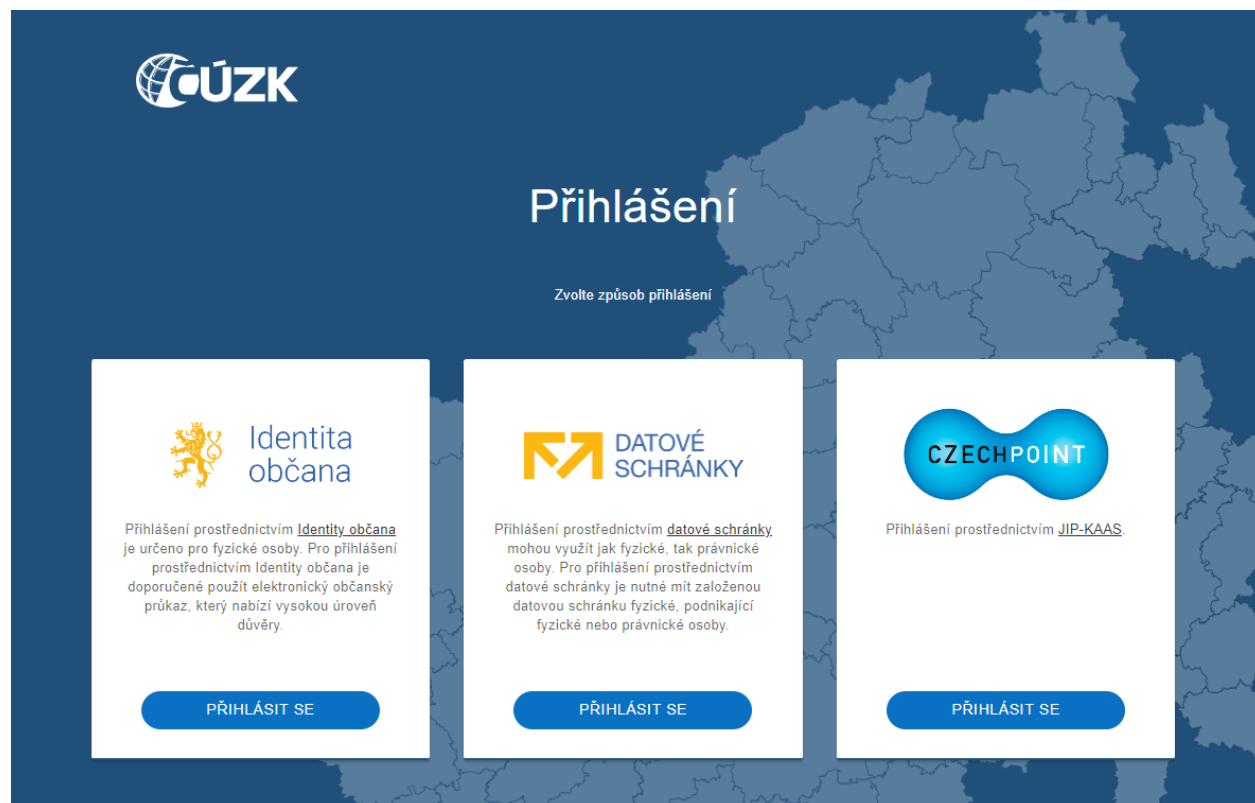 ČÚZK
Přihlášení
Zvolte způsob přihlášení
Identita
občana
Přihlášení prostřednictvím Identity občana
je určeno pro fyzické osoby. Pro přihlášení
prostřednictvím Identity občana je
doporučené použít elektronický občanský
průkaz, který nabízí vysokou úroveň
důvěry.
PŘIHLÁSIT SE
DATOVÉ
SCHRÁNKY
Přihlášení prostřednictvím datové schránky
mohou využít jak fyzické, tak právnické
osoby. Pro přihlášení prostřednictvím
datové schránky je nutné mít založenou
datovou schránku fyzické, podnikající
fyzické nebo právnické osoby.
PŘIHLÁSIT SE
CZECHPOINT
Přihlášení prostřednictvím JIP-KAAS.
PŘIHLÁSIT SE